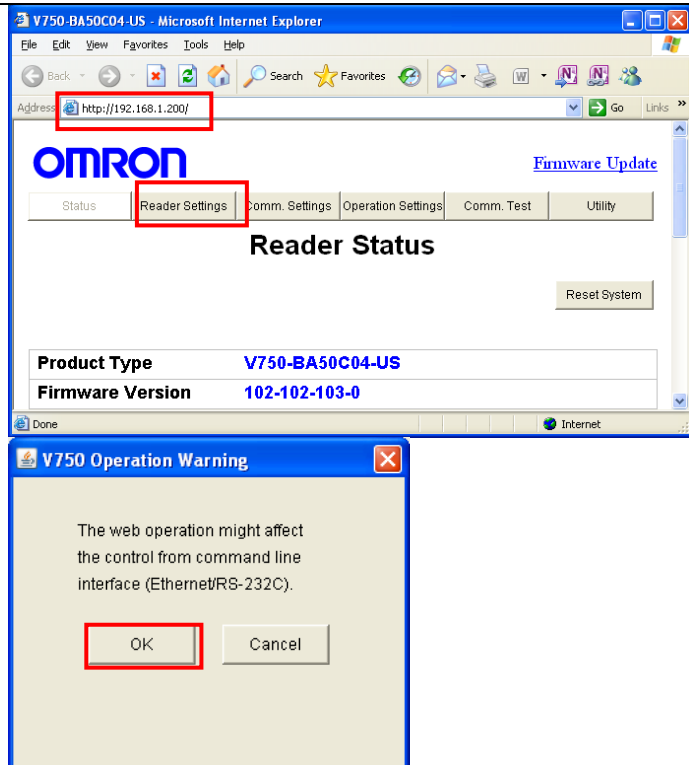 V750-BA50C04-US - Microsoft Internet Explorer
File Edit View Favorites Tools Help
Back Search Favorites
Address http://192.168.1.200/ Go Links »
OMRON
Firmware Update
Status Reader Settings Comm. Settings Operation Settings Comm. Test Utility
Reader Status
Reset System
Product Type V750-BA50C04-US
Firmware Version 102-102-103-0
Done Internet
V750 Operation Warning
The web operation might affect
the control from command line
interface (Ethernet/RS-232C).
OK Cancel